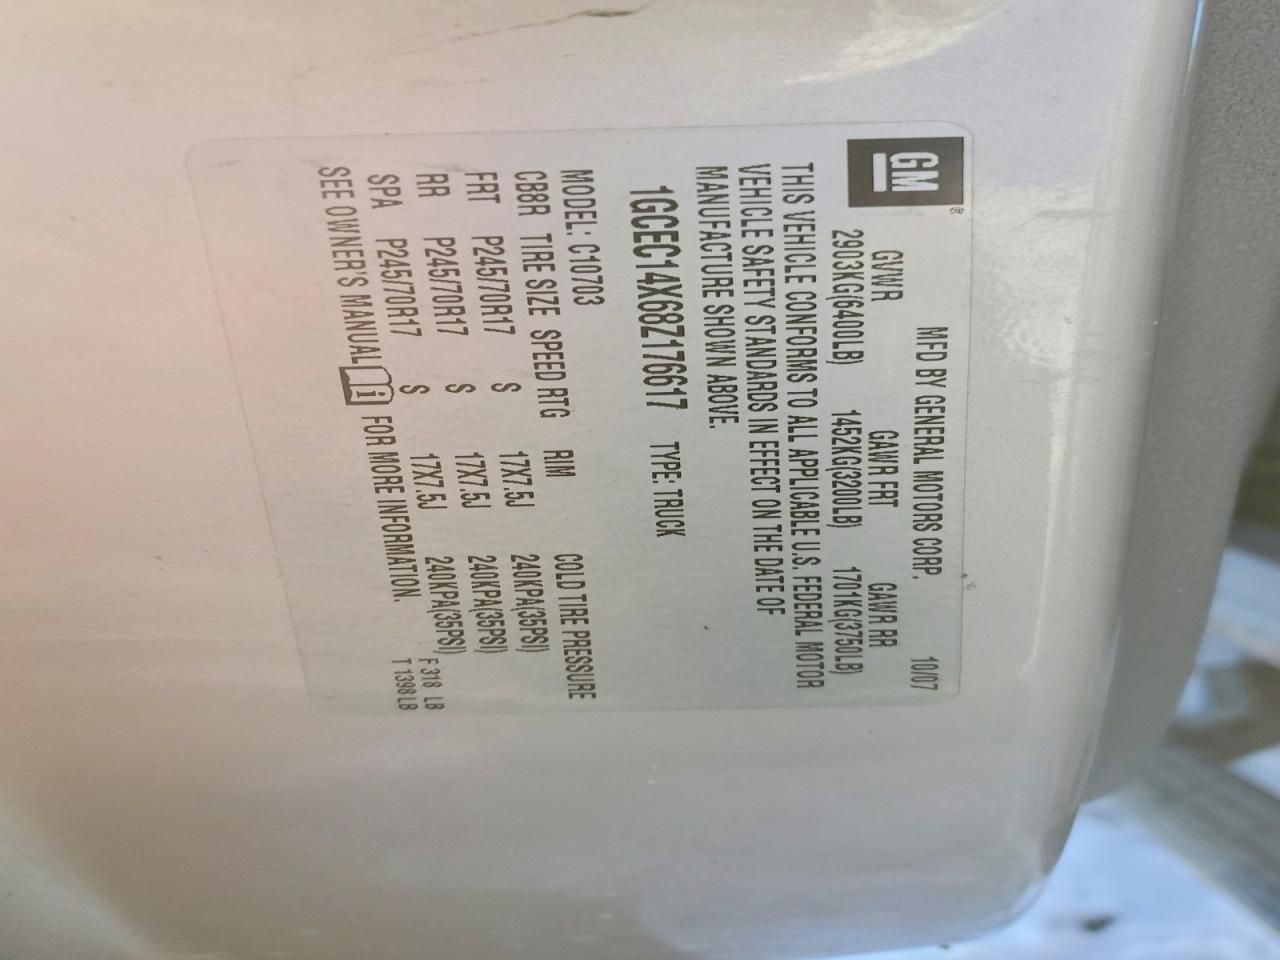 GM®
MFD BY GENERAL MOTORS CORP. 10/07
GVWR GAWR FRT GAWR RR
2903KG(6400LB) 1452KG(3200LB) 1701KG(3750LB)
THIS VEHICLE CONFORMS TO ALL APPLICABLE U.S. FEDERAL MOTOR
VEHICLE SAFETY STANDARDS IN EFFECT ON THE DATE OF
MANUFACTURE SHOWN ABOVE.
1GCEC14X68Z176617 TYPE: TRUCK
MODEL: C10703
CB8R TIRE SIZE SPEED RTG RIM COLD TIRE PRESSURE
FRT P245/70R17 S 17X7.5J 240KPA(35PSI)
RR P245/70R17 S 17X7.5J 240KPA(35PSI)
SPA P245/70R17 S 17X7.5J 240KPA(35PSI) F 318 LB
SEE OWNER'S MANUAL i FOR MORE INFORMATION. T 1398 LB